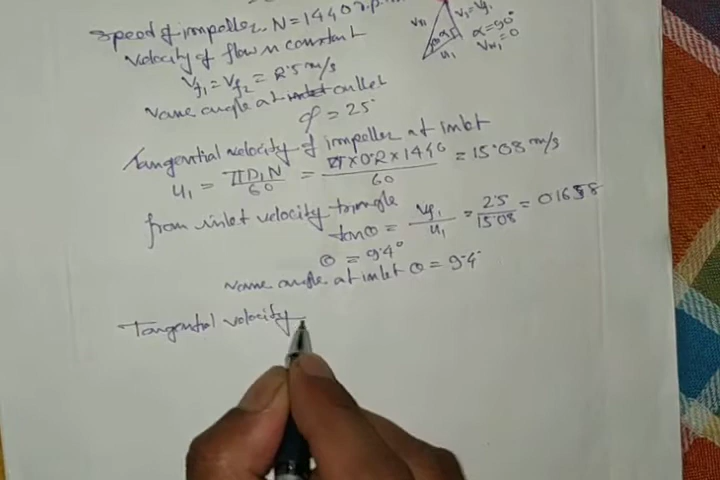 Speed of impeller. N = 1440 r.p.m
Velocity of flow is constant
Vf1 = Vf2 = 2.5 m/s
Vane angle at outlet
φ = 25°
V1 = Vf1
α = 90°
Vw1 = 0
u1
Tangential velocity of impeller at inlet
u1 = πD1N/60 = π×0.2×1440/60 = 15.08 m/s
from inlet velocity triangle
tanθ = Vf1/u1 = 2.5/15.08 = 0.1658
θ = 9.4°
Vane angle at inlet θ = 9.4°
Tangential velocity